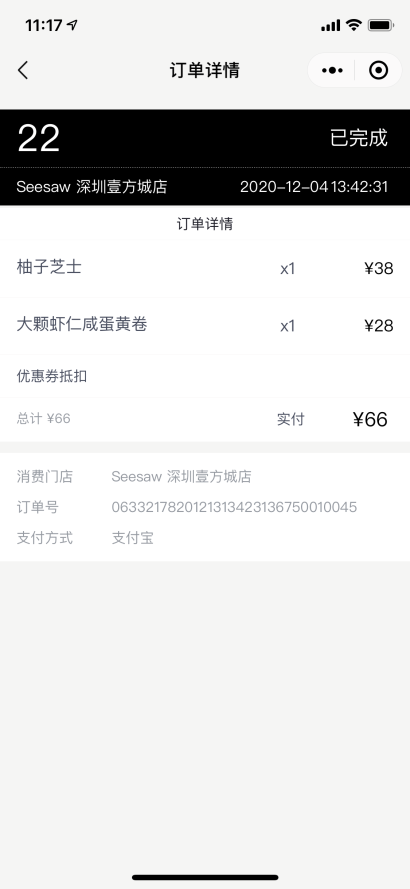 11:17
订单详情
22 已完成
Seesaw 深圳壹方城店 2020-12-04 13:42:31
订单详情
柚子芝士 x1 ¥38
大颗虾仁咸蛋黄卷 x1 ¥28
优惠券抵扣
总计 ¥66 实付 ¥66
消费门店 Seesaw 深圳壹方城店
订单号 0633217820121313423136750010045
支付方式 支付宝